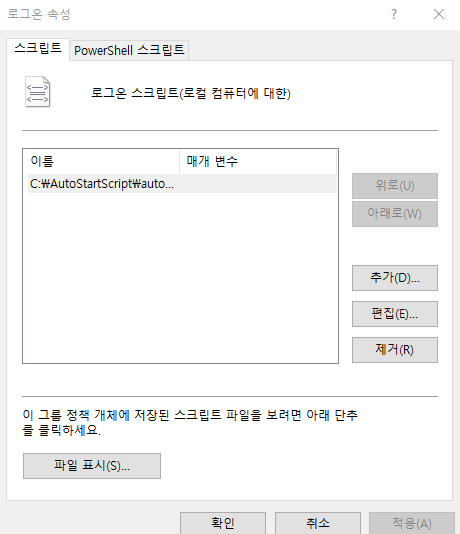 로그온 속성
스크립트 PowerShell 스크립트
로그온 스크립트(로컬 컴퓨터에 대한)
이름 매개 변수
C:\AutoStartScript\auto...
위로(U)
아래로(W)
추가(D)...
편집(E)...
제거(R)
이 그룹 정책 개체에 저장된 스크립트 파일을 보려면 아래 단추
를 클릭하세요.
파일 표시(S)...
확인 취소 적용(A)